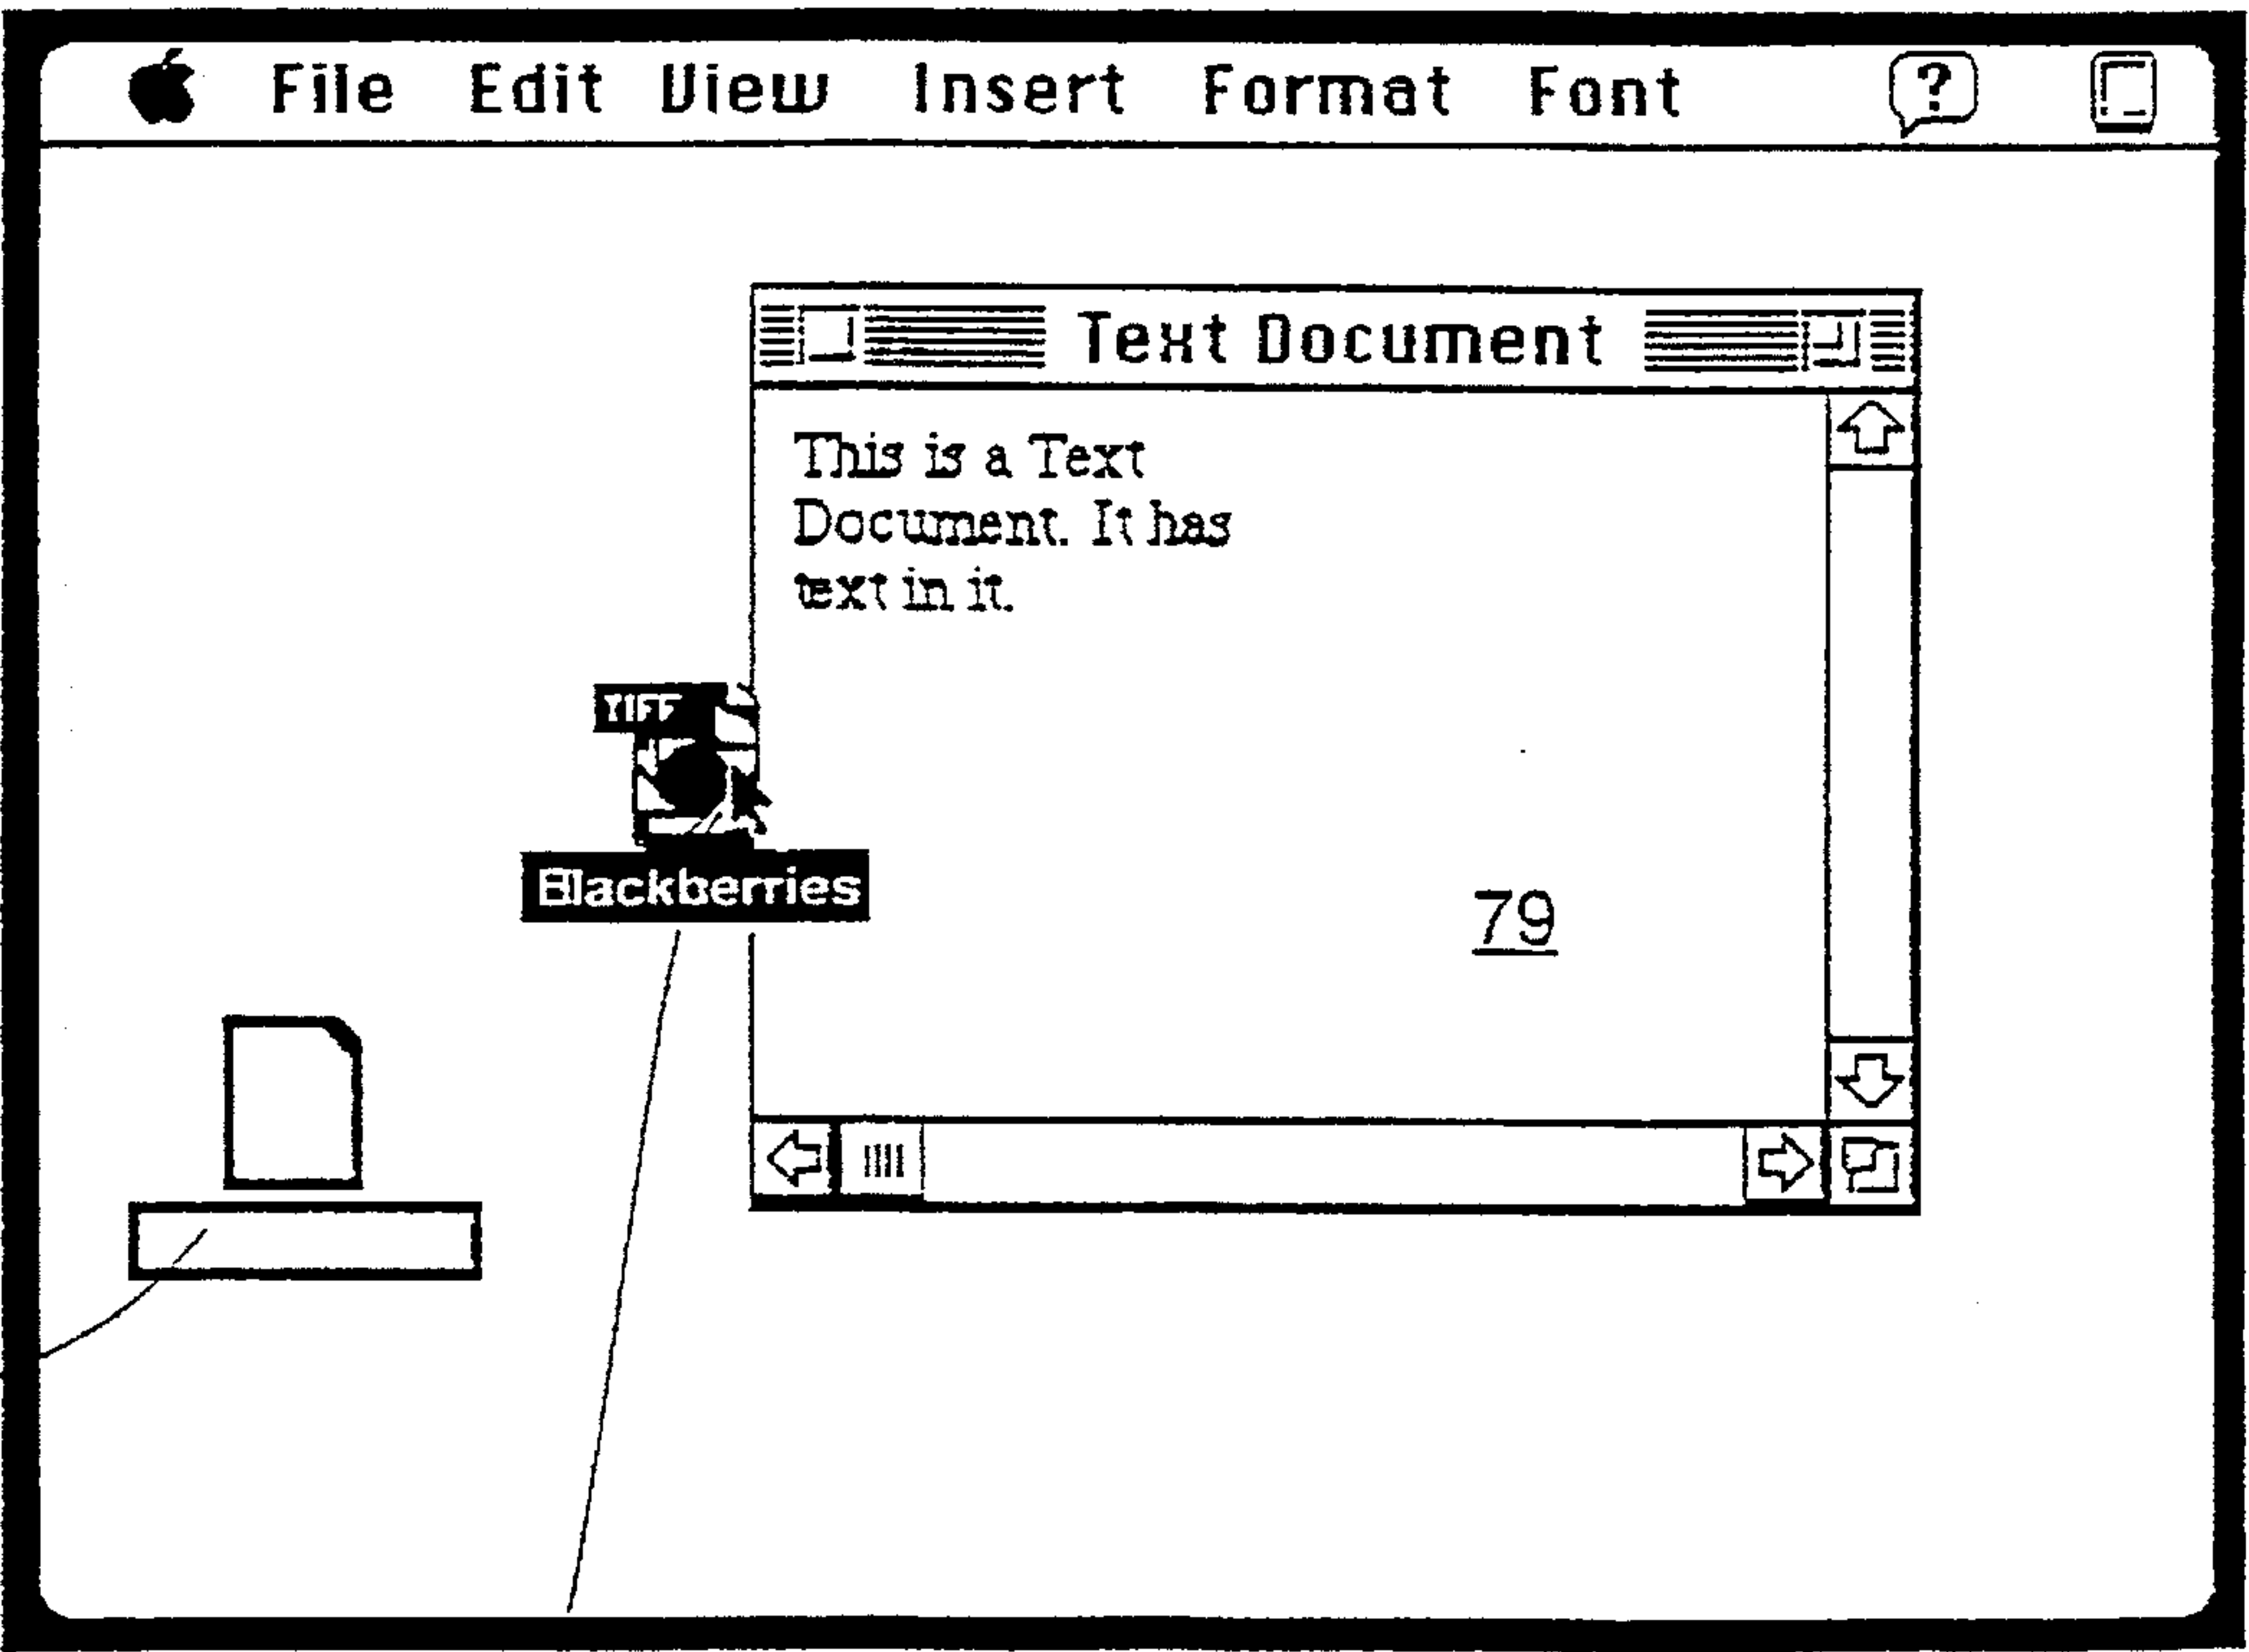 File Edit View Insert Format Font ?
Text Document
This is a Text
Document. It has
text in it.
YIFF
Blackberries
79